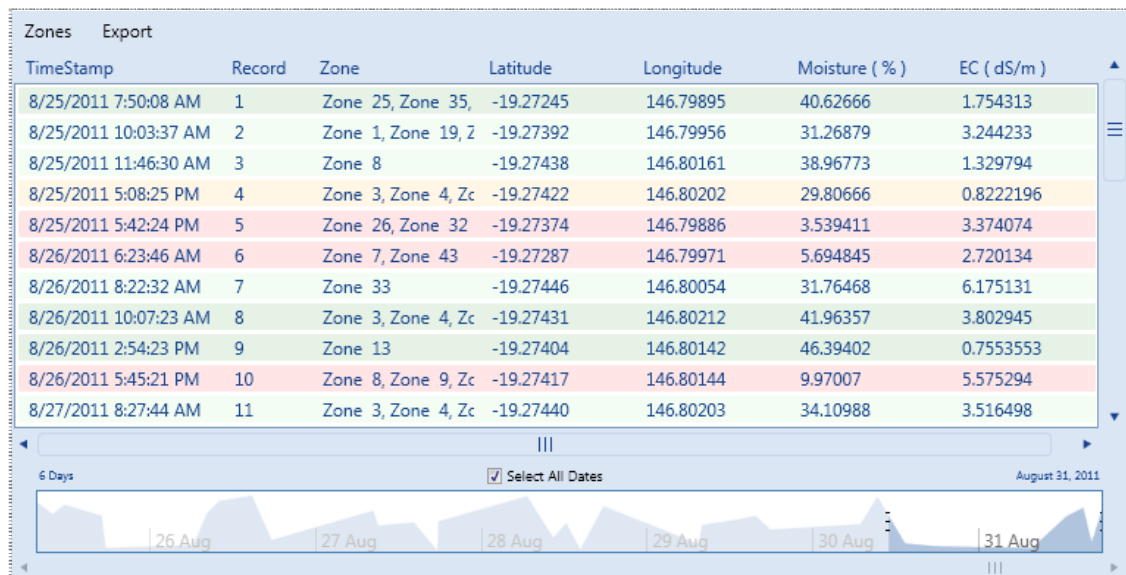 Zones Export
TimeStamp Record Zone Latitude Longitude Moisture ( % ) EC ( dS/m )
8/25/2011 7:50:08 AM 1 Zone 25, Zone 35, -19.27245 146.79895 40.62666 1.754313
8/25/2011 10:03:37 AM 2 Zone 1, Zone 19, Z -19.27392 146.79956 31.26879 3.244233
8/25/2011 11:46:30 AM 3 Zone 8 -19.27438 146.80161 38.96773 1.329794
8/25/2011 5:08:25 PM 4 Zone 3, Zone 4, Zc -19.27422 146.80202 29.80666 0.8222196
8/25/2011 5:42:24 PM 5 Zone 26, Zone 32 -19.27374 146.79886 3.539411 3.374074
8/26/2011 6:23:46 AM 6 Zone 7, Zone 43 -19.27287 146.79971 5.694845 2.720134
8/26/2011 8:22:32 AM 7 Zone 33 -19.27446 146.80054 31.76468 6.175131
8/26/2011 10:07:23 AM 8 Zone 3, Zone 4, Zc -19.27431 146.80212 41.96357 3.802945
8/26/2011 2:54:23 PM 9 Zone 13 -19.27404 146.80142 46.39402 0.7553553
8/26/2011 5:45:21 PM 10 Zone 8, Zone 9, Zc -19.27417 146.80144 9.97007 5.575294
8/27/2011 8:27:44 AM 11 Zone 3, Zone 4, Zc -19.27440 146.80203 34.10988 3.516498
6 Days Select All Dates August 31, 2011
26 Aug 27 Aug 28 Aug 29 Aug 30 Aug 31 Aug